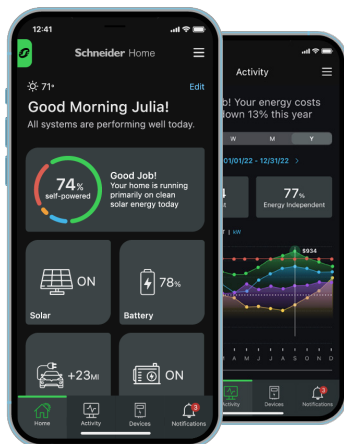 12:41
Schneider Home
71°
Edit
Good Morning Julia!
All systems are performing well today.
74%
self-powered
Good Job!
Your home is running
primarily on clean
solar energy today
ON
Solar
78%
Battery
+23MI
ON
Home
Activity
Devices
3
Notifications
Activity
b! Your energy costs
down 13% this year
W
M
Y
01/01/22 - 12/31/22
77%
Energy Independent
kW
$934
A M J J A S O N D
Activity
Devices
3
Notifications